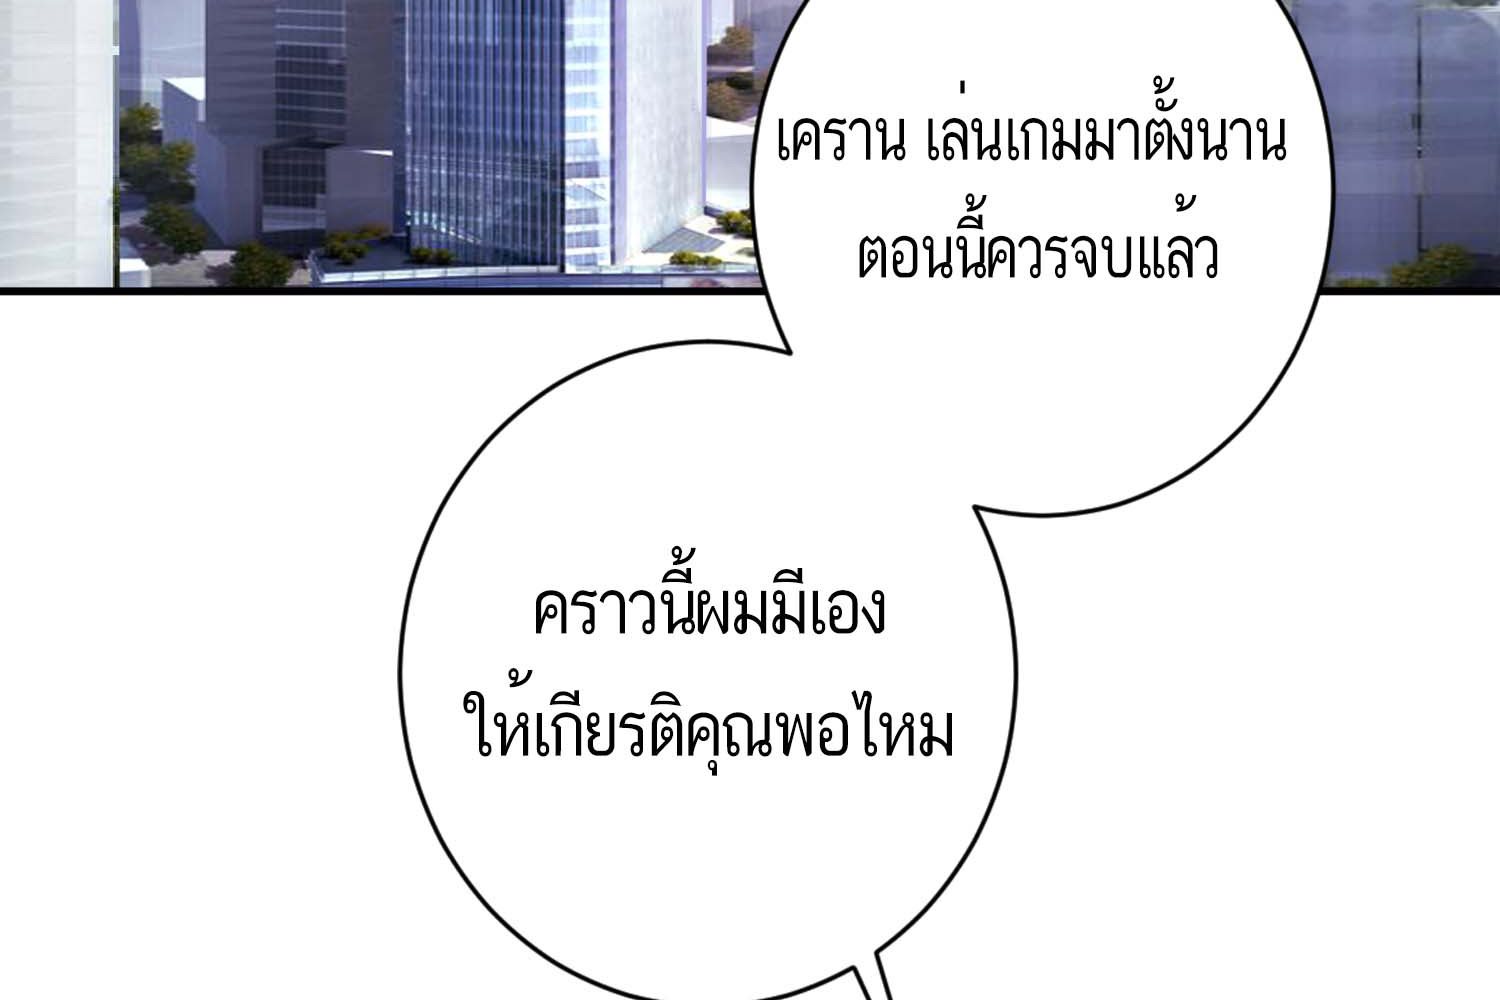 เคราน เล่นเกมมาตั้งนาน
ตอนนี้ควรจบแล้ว
คราวนี้ผมมีเอง
ให้เกียรติคุณพอไหม